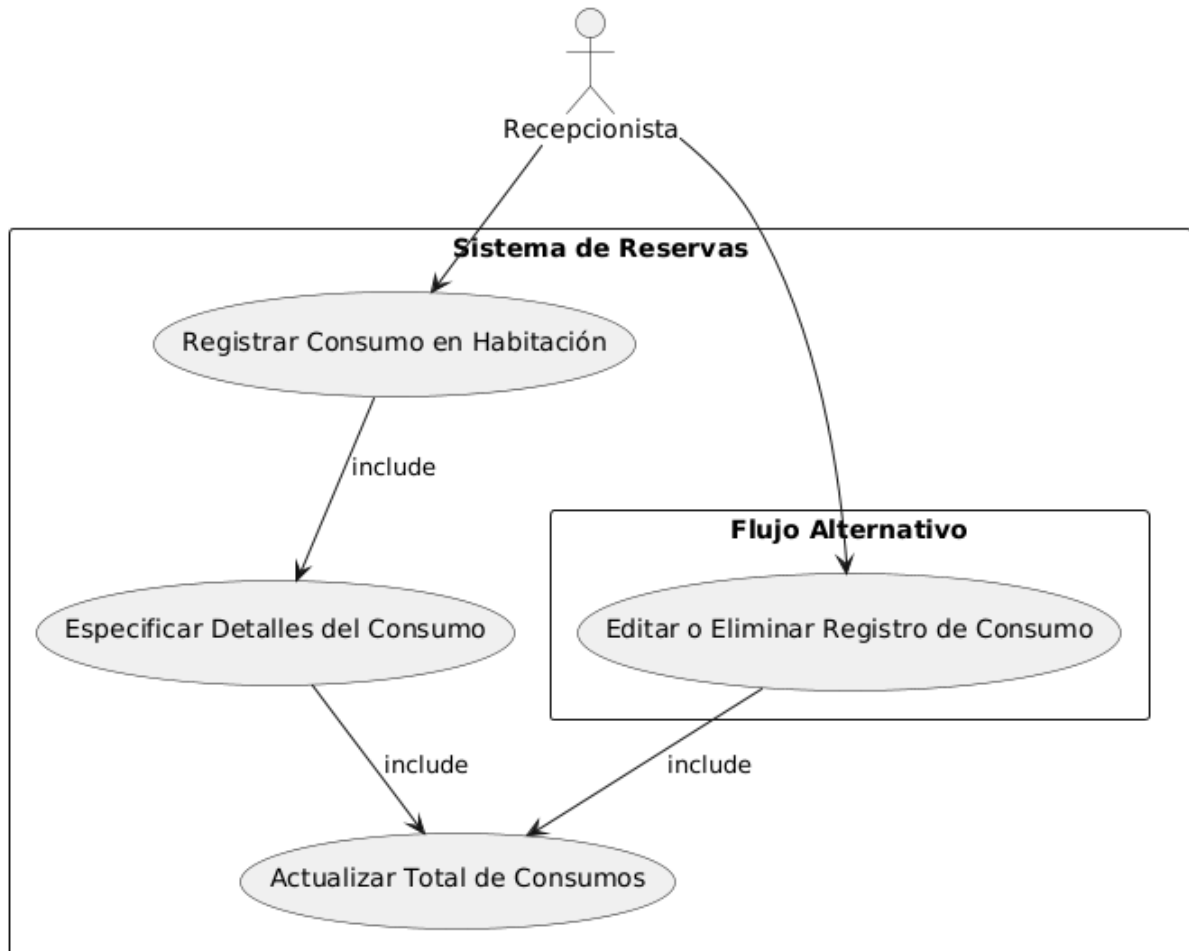 Recepcionista
Sistema de Reservas
Registrar Consumo en Habitación
include
Flujo Alternativo
Especificar Detalles del Consumo
Editar o Eliminar Registro de Consumo
include
include
Actualizar Total de Consumos